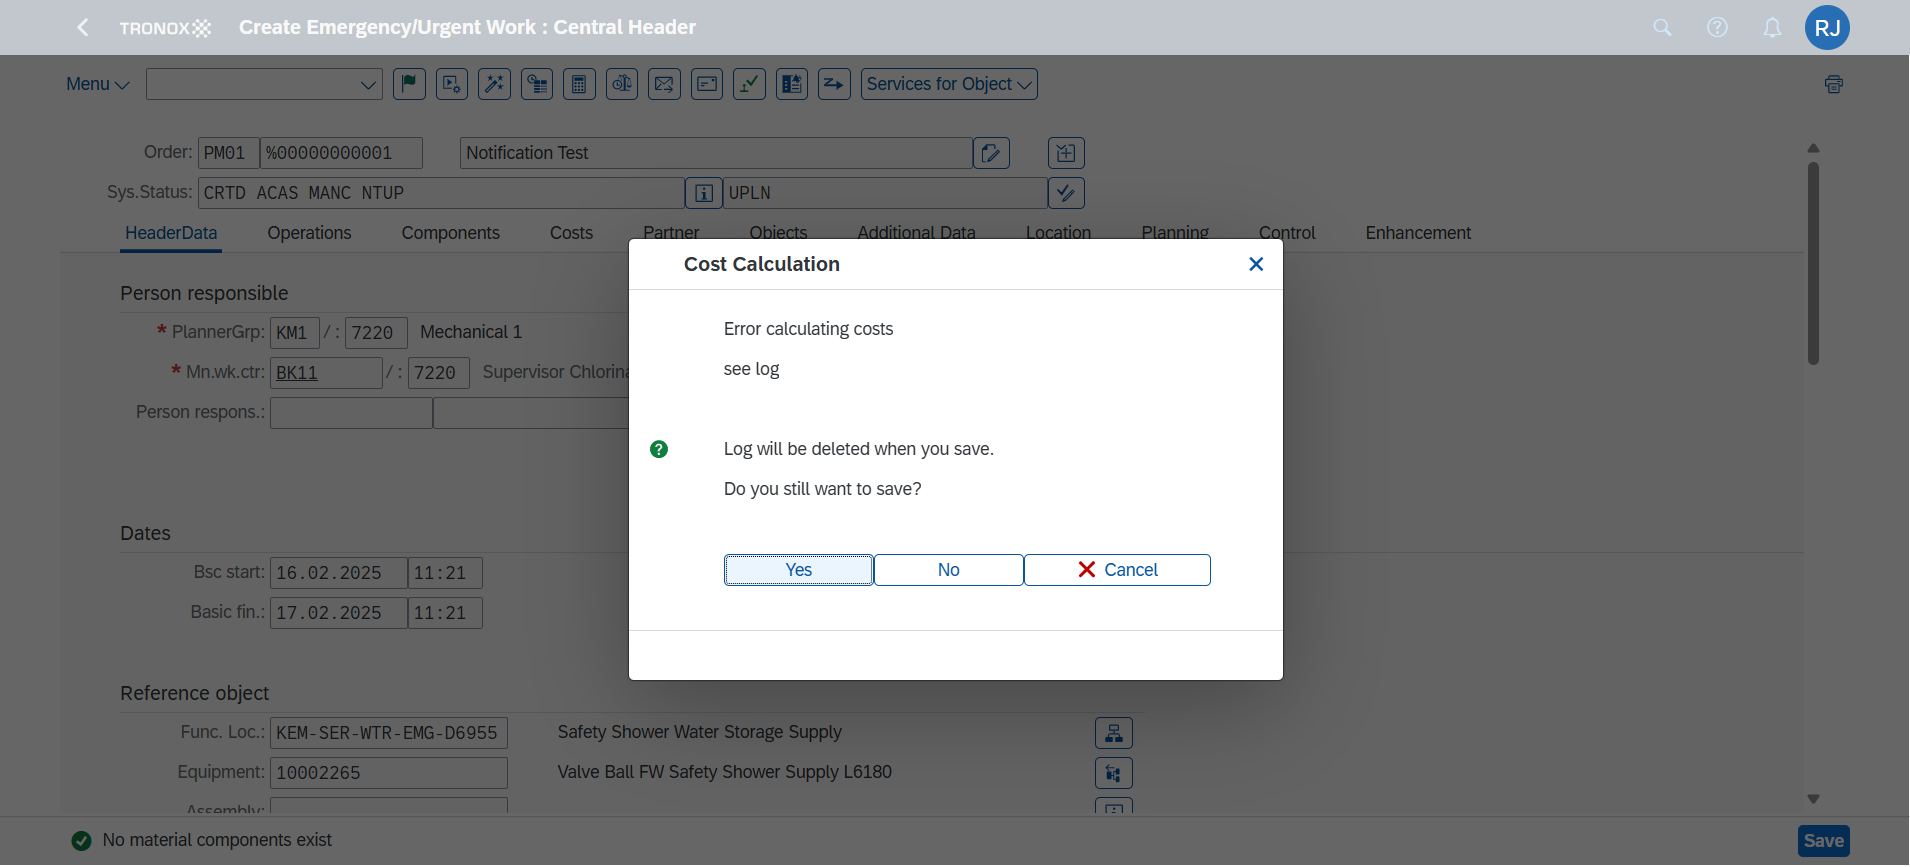 TRONOX Create Emergency/Urgent Work : Central Header RJ
Menu Services for Object
Order: PM01 %00000000001 Notification Test
Sys.Status: CRTD ACAS MANC NTUP UPLN
HeaderData Operations Components Costs Partner Objects Additional Data Location Planning Control Enhancement
Cost Calculation
Person responsible
Error calculating costs
* PlannerGrp: KM1 / : 7220 Mechanical 1
see log
* Mn.wk.ctr: BK11 / : 7220 Supervisor Chlorina
Person respons.:
Log will be deleted when you save.
Do you still want to save?
Dates
Yes No Cancel
Bsc start: 16.02.2025 11:21
Basic fin.: 17.02.2025 11:21
Reference object
Func. Loc.: KEM-SER-WTR-EMG-D6955 Safety Shower Water Storage Supply
Equipment: 10002265 Valve Ball FW Safety Shower Supply L6180
Assembly:
No material components exist Save